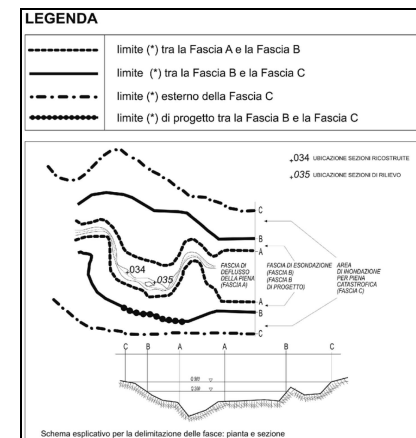 LEGENDA
limite (*) tra la Fascia A e la Fascia B
limite (*) tra la Fascia B e la Fascia C
limite (*) esterno della Fascia C
limite (*) di progetto tra la Fascia B e la Fascia C
.034 UBICAZIONE SEZIONI RICOSTRUITE
.035 UBICAZIONE SEZIONI DI RILIEVO
C
B
A
+034
035
FASCIA DI
DEFLUSSO
DELLA PIENA
(FASCIA A)
FASCIA DI ESONDAZIONE
(FASCIA B)
(FASCIA B
DI PROGETTO)
AREA
DI INONDAZIONE
PER PIENA
CATASTROFICA
(FASCIA C)
A
B
C
C B A A B C
Schema esplicativo per la delimitazione delle fasce: pianta e sezione